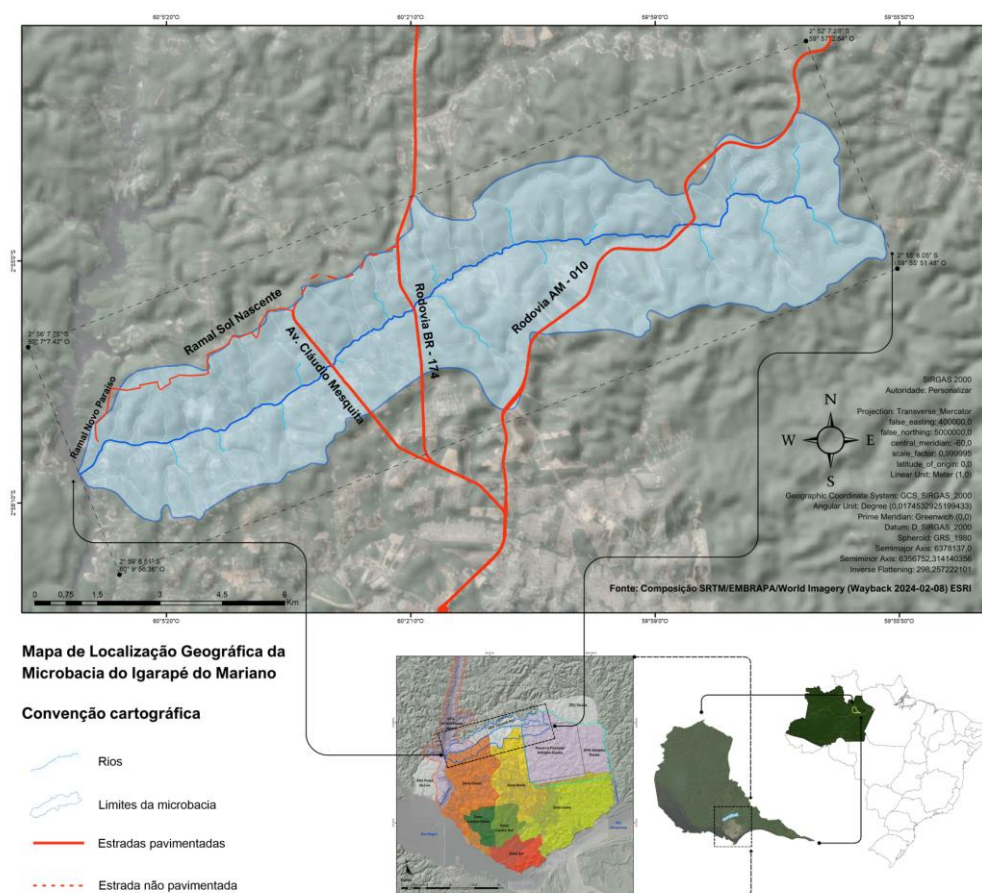 60°5'20"O
60°2'10"O
59°59'0"O
59°55'50"O
2° 52' 7.29" S
59° 57' 2.64" O
2°55'0"S
2° 55' 6.05" S
59° 55' 51.48" O
2° 56' 7.75" S
60° 7'7.42" O
Ramal Sol Nascente
Rodovia BR - 174
Rodovia AM - 010
Av. Cláudio Mesquita
Ramal Novo Paraíso
2°58'10"S
2° 59' 6.51" S
60° 9' 56.36" O
SIRGAS 2000
Autoridade: Personalizar
N
W E
S
Projection: Transverse_Mercator
false_easting: 400000,0
false_northing: 5000000,0
central_meridian: -60,0
scale_factor: 0,999995
latitude_of_origin: 0,0
Linear Unit: Meter (1,0)
Geographic Coordinate System: GCS_SIRGAS_2000
Angular Unit: Degree (0,0174532925199433)
Prime Meridian: Greenwich (0,0)
Datum: D_SIRGAS_2000
Spheroid: GRS_1980
Semimajor Axis: 6378137,0
Semiminor Axis: 6356752,314140356
Inverse Flattening: 298,257222101
Fonte: Composição SRTM/EMBRAPA/World Imagery (Wayback 2024-02-08) ESRI
0 0,75 1,5 3 4,5 6
Km
60°5'20"O
60°2'10"O
59°59'0"O
59°55'50"O
Mapa de Localização Geográfica da
Microbacia do Igarapé do Mariano
Convenção cartográfica
Rios
Limites da microbacia
Estradas pavimentadas
Estrada não pavimentada